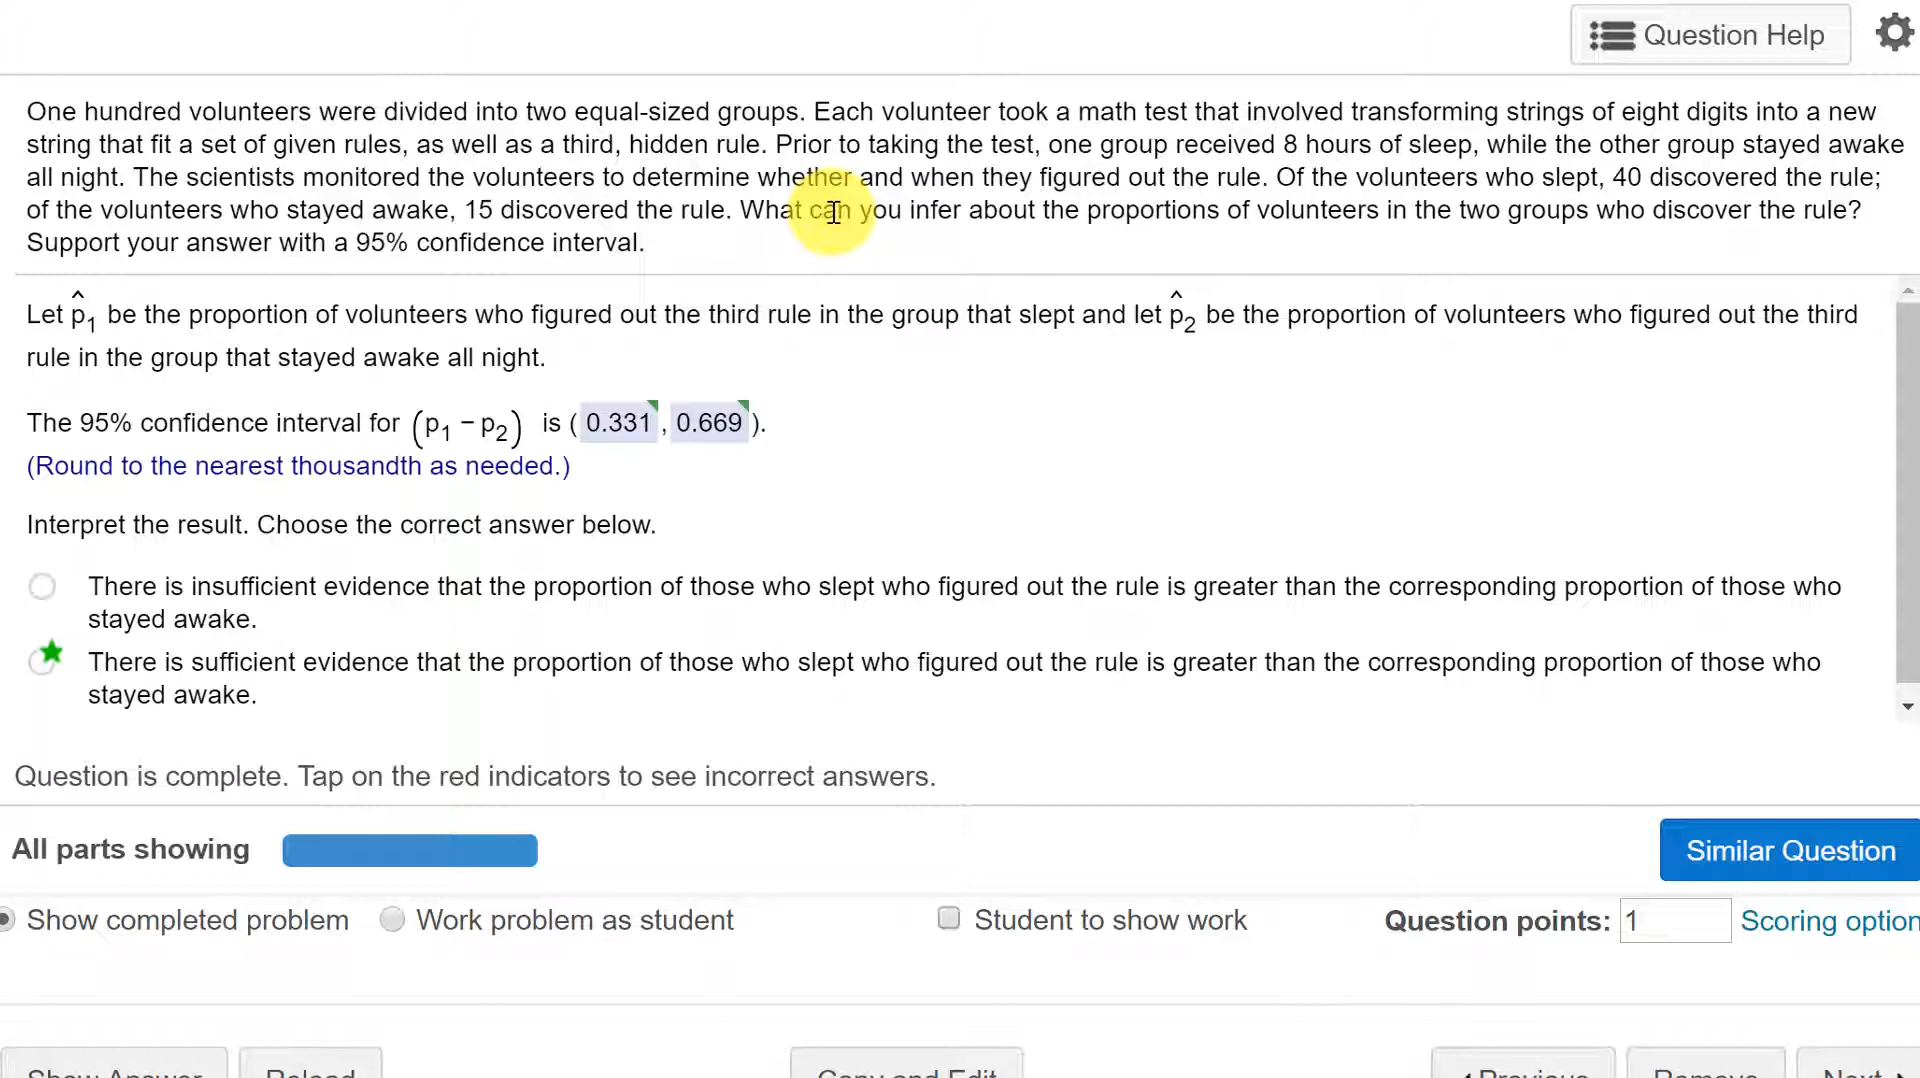 Question Help
One hundred volunteers were divided into two equal-sized groups. Each volunteer took a math test that involved transforming strings of eight digits into a new
string that fit a set of given rules, as well as a third, hidden rule. Prior to taking the test, one group received 8 hours of sleep, while the other group stayed awake
all night. The scientists monitored the volunteers to determine whether and when they figured out the rule. Of the volunteers who slept, 40 discovered the rule;
of the volunteers who stayed awake, 15 discovered the rule. What can you infer about the proportions of volunteers in the two groups who discover the rule?
Support your answer with a 95% confidence interval.
Let p̂₁ be the proportion of volunteers who figured out the third rule in the group that slept and let p̂₂ be the proportion of volunteers who figured out the third
rule in the group that stayed awake all night.
The 95% confidence interval for (p₁ − p₂) is ( 0.331 , 0.669 ).
(Round to the nearest thousandth as needed.)
Interpret the result. Choose the correct answer below.
There is insufficient evidence that the proportion of those who slept who figured out the rule is greater than the corresponding proportion of those who
stayed awake.
There is sufficient evidence that the proportion of those who slept who figured out the rule is greater than the corresponding proportion of those who
stayed awake.
Question is complete. Tap on the red indicators to see incorrect answers.
All parts showing
Similar Question
Show completed problem Work problem as student Student to show work Question points: 1 Scoring option
Show Answer Reload Copy and Edit Previous Remove Next